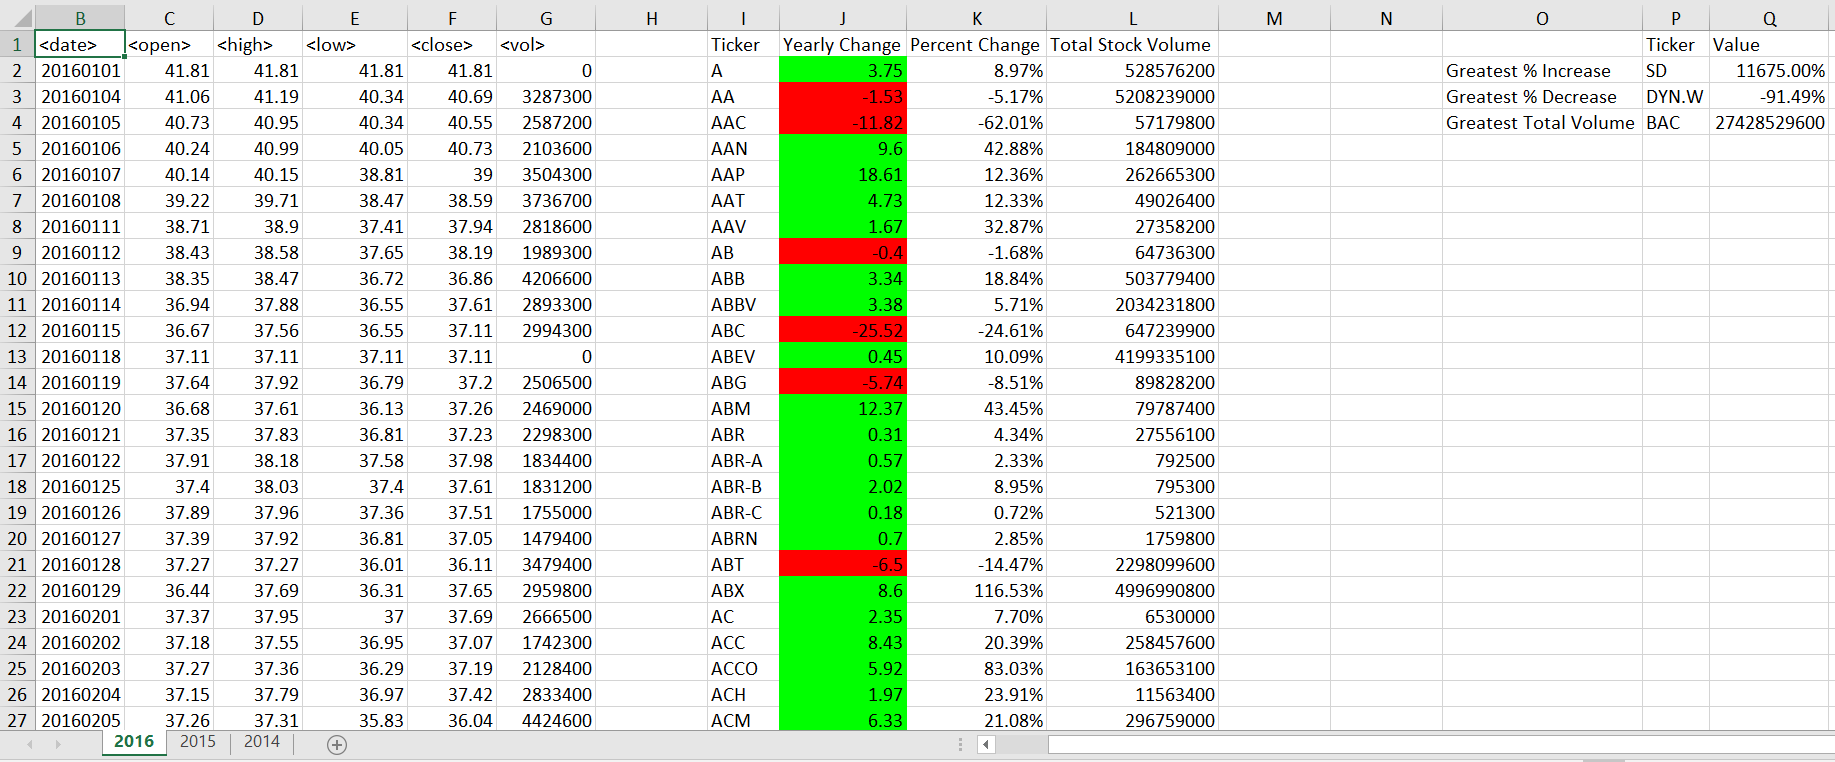 B C D E F G H I J K L M N O P Q
1 <date> <open> <high> <low> <close> <vol> Ticker Yearly Change Percent Change Total Stock Volume Ticker Value
2 20160101 41.81 41.81 41.81 41.81 0 A 3.75 8.97% 528576200 Greatest % Increase SD 11675.00%
3 20160104 41.06 41.19 40.34 40.69 3287300 AA -1.53 -5.17% 5208239000 Greatest % Decrease DYN.W -91.49%
4 20160105 40.73 40.95 40.34 40.55 2587200 AAC -11.82 -62.01% 57179800 Greatest Total Volume BAC 27428529600
5 20160106 40.24 40.99 40.05 40.73 2103600 AAN 9.6 42.88% 184809000
6 20160107 40.14 40.15 38.81 39 3504300 AAP 18.61 12.36% 262665300
7 20160108 39.22 39.71 38.47 38.59 3736700 AAT 4.73 12.33% 49026400
8 20160111 38.71 38.9 37.41 37.94 2818600 AAV 1.67 32.87% 27358200
9 20160112 38.43 38.58 37.65 38.19 1989300 AB -0.4 -1.68% 64736300
10 20160113 38.35 38.47 36.72 36.86 4206600 ABB 3.34 18.84% 503779400
11 20160114 36.94 37.88 36.55 37.61 2893300 ABBV 3.38 5.71% 2034231800
12 20160115 36.67 37.56 36.55 37.11 2994300 ABC -25.52 -24.61% 647239900
13 20160118 37.11 37.11 37.11 37.11 0 ABEV 0.45 10.09% 4199335100
14 20160119 37.64 37.92 36.79 37.2 2506500 ABG -5.74 -8.51% 89828200
15 20160120 36.68 37.61 36.13 37.26 2469000 ABM 12.37 43.45% 79787400
16 20160121 37.35 37.83 36.81 37.23 2298300 ABR 0.31 4.34% 27556100
17 20160122 37.91 38.18 37.58 37.98 1834400 ABR-A 0.57 2.33% 792500
18 20160125 37.4 38.03 37.4 37.61 1831200 ABR-B 2.02 8.95% 795300
19 20160126 37.89 37.96 37.36 37.51 1755000 ABR-C 0.18 0.72% 521300
20 20160127 37.39 37.92 36.81 37.05 1479400 ABRN 0.7 2.85% 1759800
21 20160128 37.27 37.27 36.01 36.11 3479400 ABT -6.5 -14.47% 2298099600
22 20160129 36.44 37.69 36.31 37.65 2959800 ABX 8.6 116.53% 4996990800
23 20160201 37.37 37.95 37 37.69 2666500 AC 2.35 7.70% 6530000
24 20160202 37.18 37.55 36.95 37.07 1742300 ACC 8.43 20.39% 258457600
25 20160203 37.27 37.36 36.29 37.19 2128400 ACCO 5.92 83.03% 163653100
26 20160204 37.15 37.79 36.97 37.42 2833400 ACH 1.97 23.91% 11563400
27 20160205 37.26 37.31 35.83 36.04 4424600 ACM 6.33 21.08% 296759000
2016 2015 2014